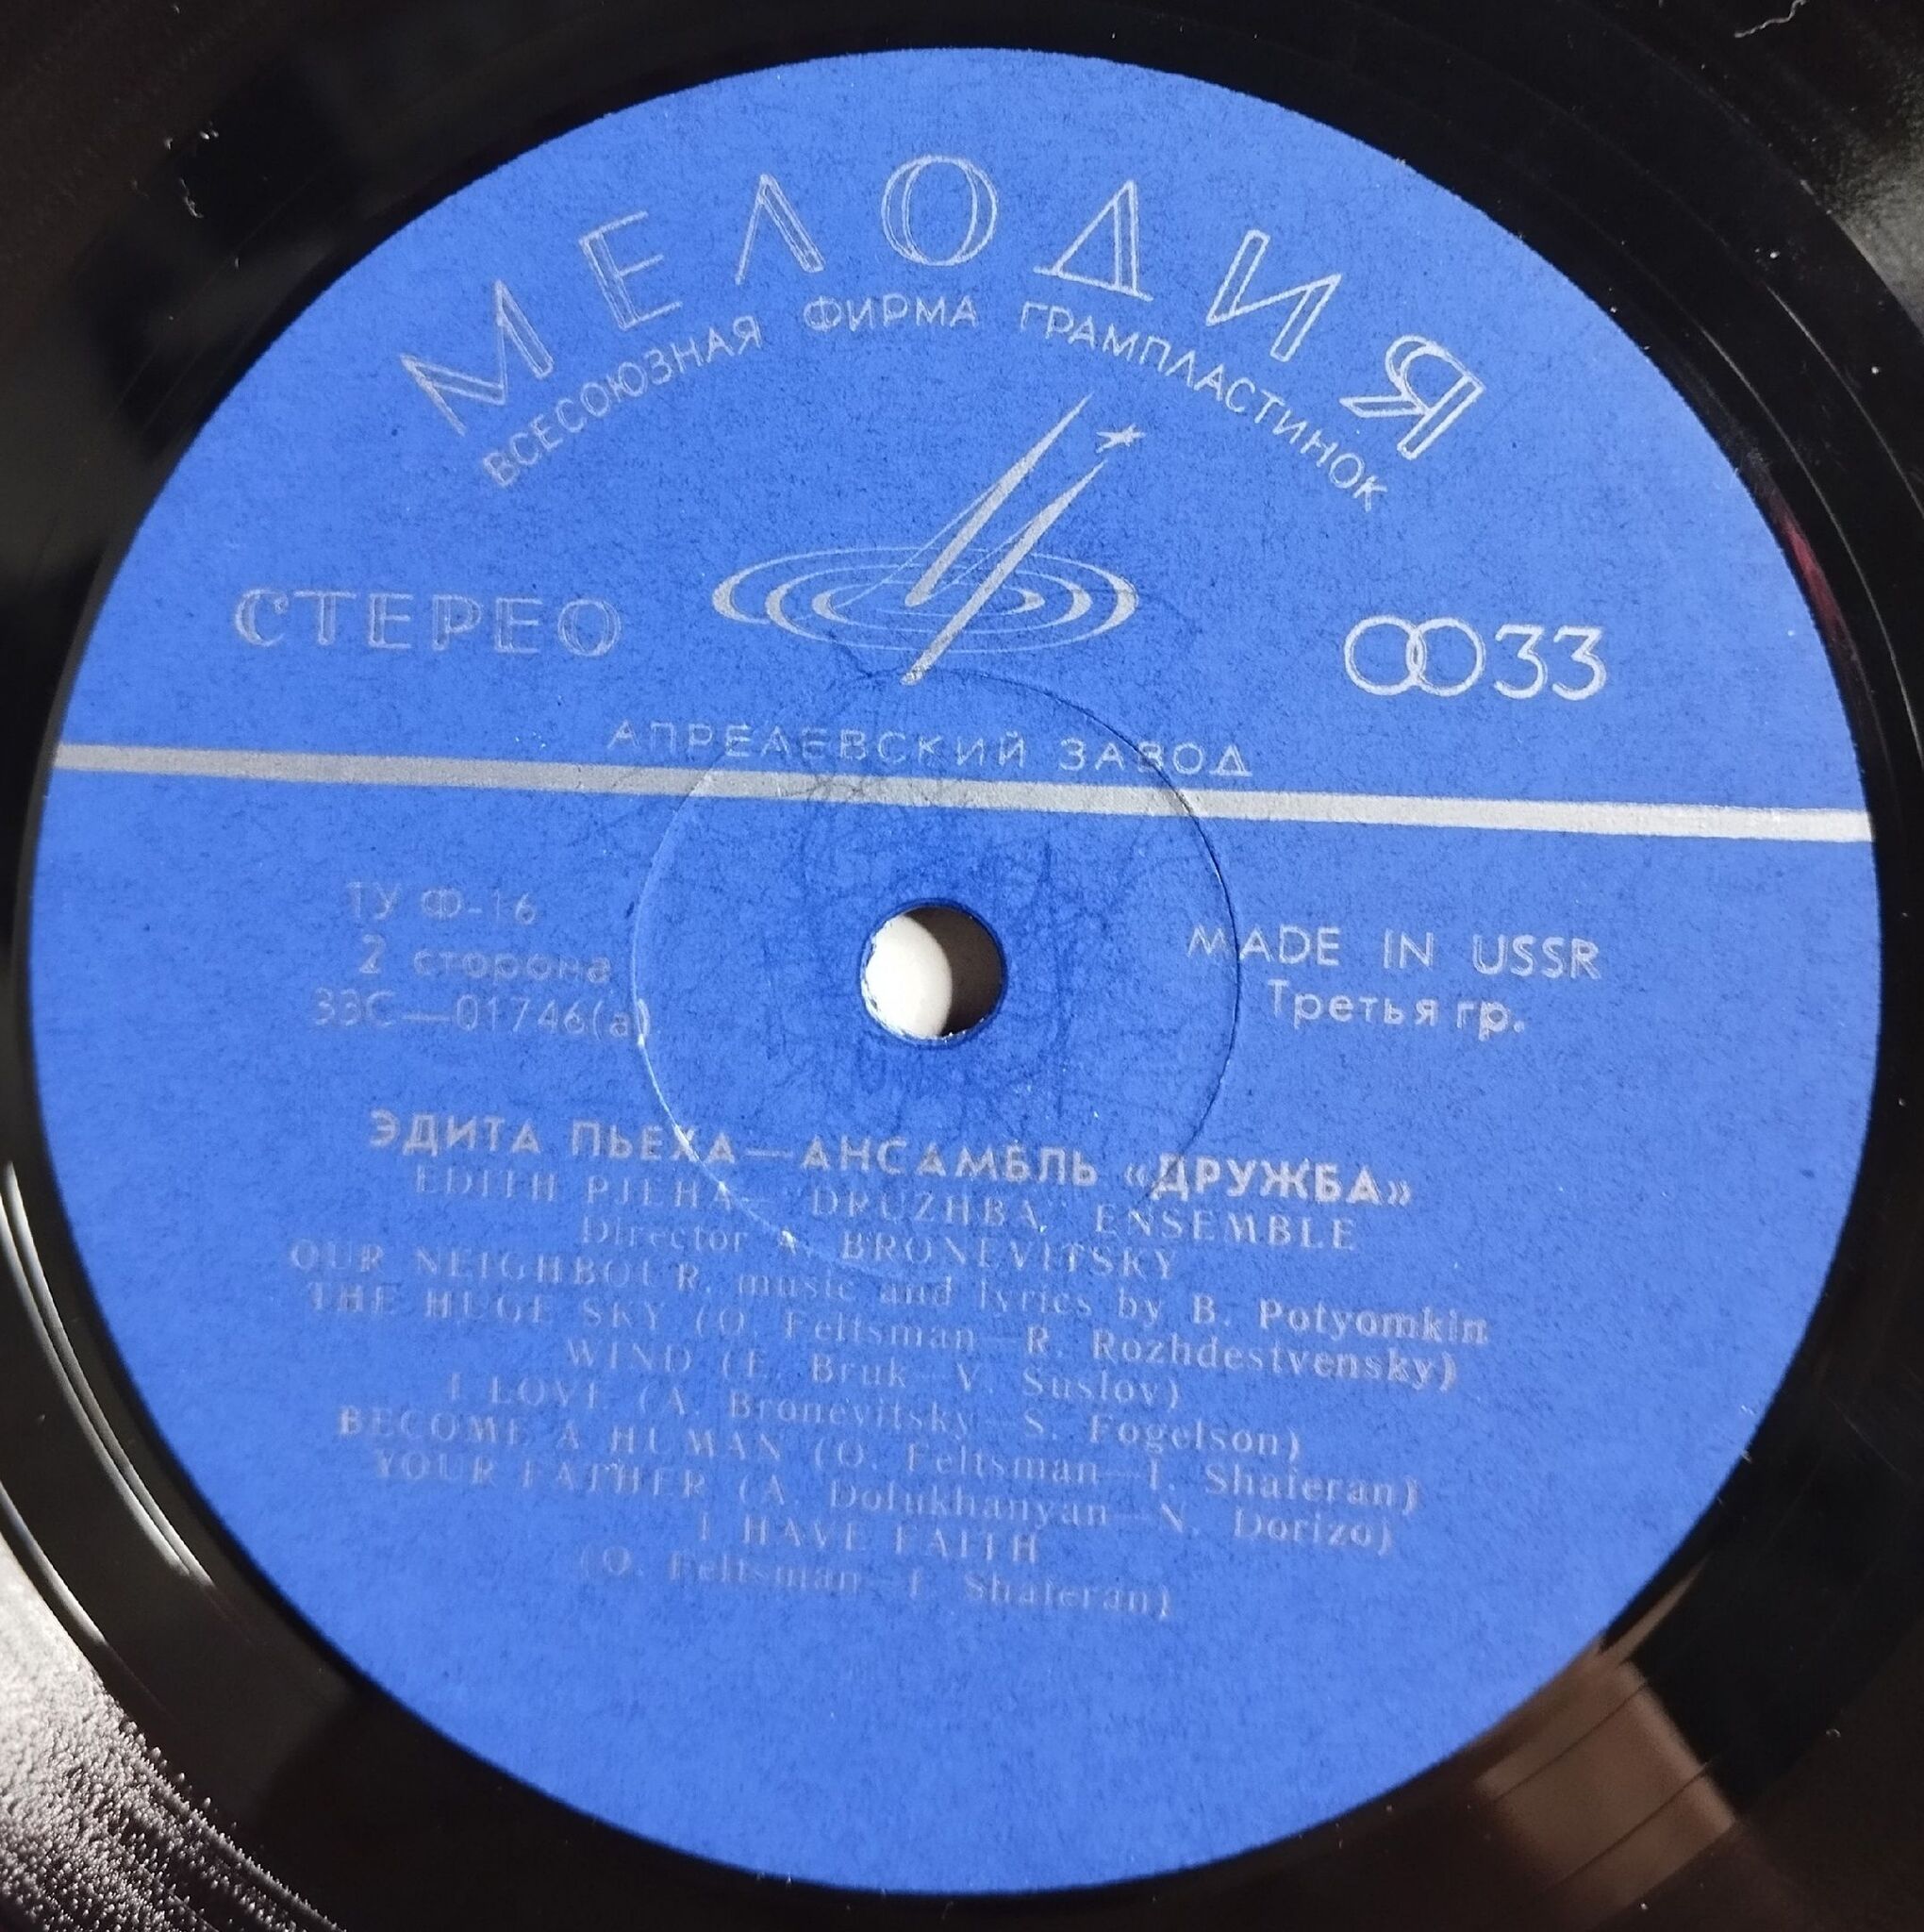 МЕЛОДИЯ
ВСЕСОЮЗНАЯ ФИРМА ГРАМПЛАСТИНОК
СТЕРЕО
33
АПРЕЛЕВСКИЙ ЗАВОД
ТУ Ф-16
2 сторона
33С—01746(а)
MADE IN USSR
Третья гр.
ЭДИТА ПЬЕХА—АНСАМБЛЬ «ДРУЖБА»
EDITH PJEHA—"DRUZHBA" ENSEMBLE
Director A. BRONEVITSKY
OUR NEIGHBOUR, music and lyrics by B. Potyomkin
THE HUGE SKY (O. Feltsman—R. Rozhdestvensky)
WIND (E. Bruk—V. Suslov)
I LOVE (A. Bronevitsky—S. Fogelson)
BECOME A HUMAN (O. Feltsman—I. Shaferan)
YOUR FATHER (A. Dolukhanyan—N. Dorizo)
I HAVE FAITH
(O. Feltsman—I. Shaferan)